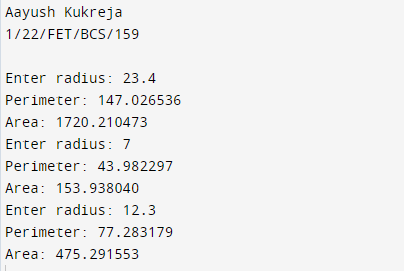 Aayush Kukreja
1/22/FET/BCS/159
Enter radius: 23.4
Perimeter: 147.026536
Area: 1720.210473
Enter radius: 7
Perimeter: 43.982297
Area: 153.938040
Enter radius: 12.3
Perimeter: 77.283179
Area: 475.291553